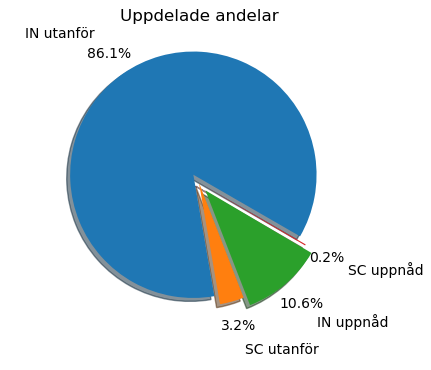 Uppdelade andelar
IN utanför
86.1%
0.2%
SC uppnåd
10.6%
IN uppnåd
3.2%
SC utanför